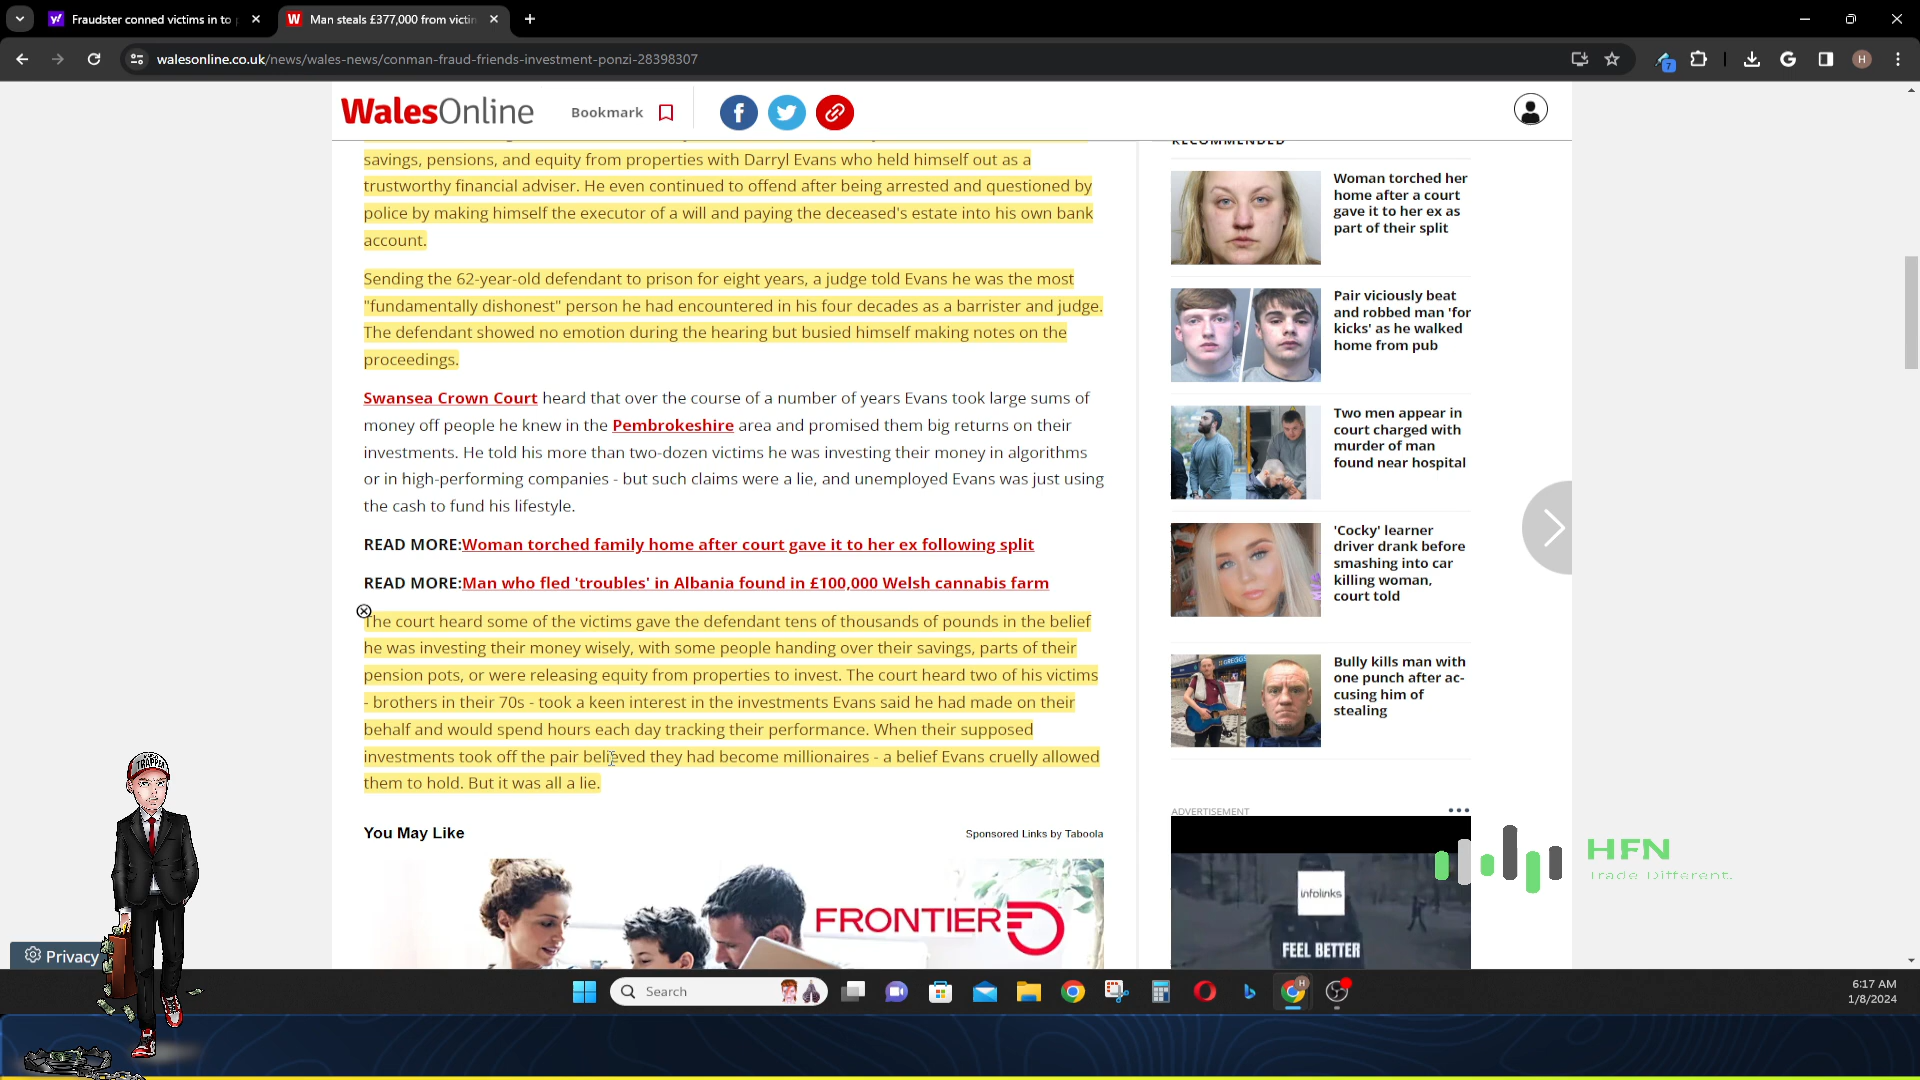 Fraudster conned victims in to
Man steals £377,000 from victim
walesonline.co.uk/news/wales-news/conman-fraud-friends-investment-ponzi-28398307
7
H
WalesOnline
Bookmark
savings, pensions, and equity from properties with Darryl Evans who held himself out as a
trustworthy financial adviser. He even continued to offend after being arrested and questioned by
police by making himself the executor of a will and paying the deceased's estate into his own bank
account.
Sending the 62-year-old defendant to prison for eight years, a judge told Evans he was the most
"fundamentally dishonest" person he had encountered in his four decades as a barrister and judge.
The defendant showed no emotion during the hearing but busied himself making notes on the
proceedings.
Swansea Crown Court heard that over the course of a number of years Evans took large sums of
money off people he knew in the Pembrokeshire area and promised them big returns on their
investments. He told his more than two-dozen victims he was investing their money in algorithms
or in high-performing companies - but such claims were a lie, and unemployed Evans was just using
the cash to fund his lifestyle.
READ MORE:Woman torched family home after court gave it to her ex following split
READ MORE:Man who fled 'troubles' in Albania found in £100,000 Welsh cannabis farm
The court heard some of the victims gave the defendant tens of thousands of pounds in the belief
he was investing their money wisely, with some people handing over their savings, parts of their
pension pots, or were releasing equity from properties to invest. The court heard two of his victims
- brothers in their 70s - took a keen interest in the investments Evans said he had made on their
behalf and would spend hours each day tracking their performance. When their supposed
investments took off the pair believed they had become millionaires - a belief Evans cruelly allowed
them to hold. But it was all a lie.
You May Like
Sponsored Links by Taboola
FRONTIER
RECOMMENDED
Woman torched her
home after a court
gave it to her ex as
part of their split
Pair viciously beat
and robbed man 'for
kicks' as he walked
home from pub
Two men appear in
court charged with
murder of man
found near hospital
'Cocky' learner
driver drank before
smashing into car
killing woman,
court told
Bully kills man with
one punch after ac-
cusing him of
stealing
ADVERTISEMENT
infolinks
FEEL BETTER
HFN
Trade Different.
TRAPPER
Privacy
Search
6:17 AM
1/8/2024